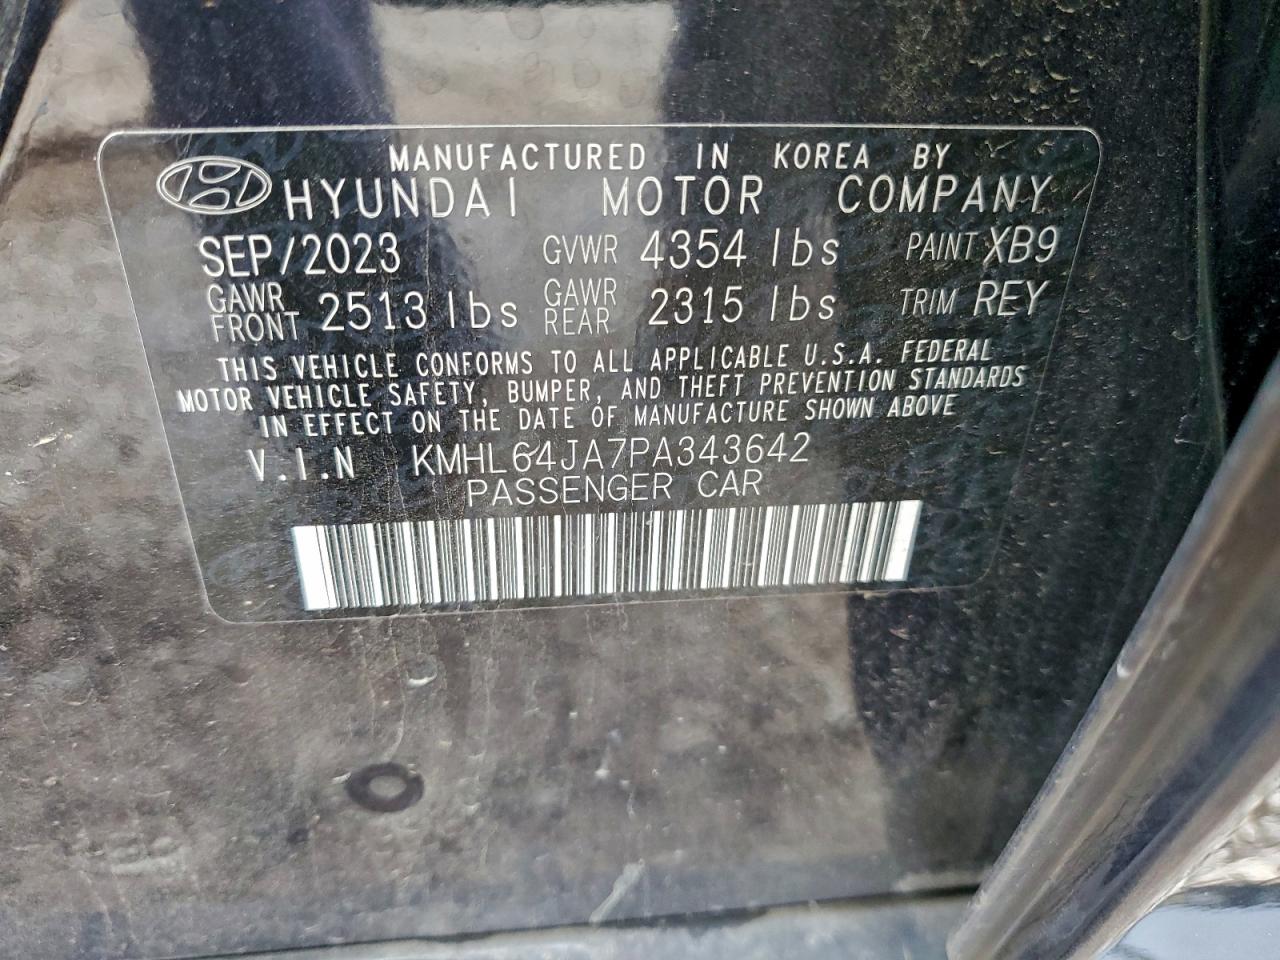 MANUFACTURED IN KOREA BY
HYUNDAI MOTOR COMPANY
SEP/2023 GVWR 4354 lbs PAINT XB9
GAWR FRONT 2513 lbs GAWR REAR 2315 lbs TRIM REY
THIS VEHICLE CONFORMS TO ALL APPLICABLE U.S.A. FEDERAL
MOTOR VEHICLE SAFETY, BUMPER, AND THEFT PREVENTION STANDARDS
IN EFFECT ON THE DATE OF MANUFACTURE SHOWN ABOVE
V.I.N KMHL64JA7PA343642
PASSENGER CAR